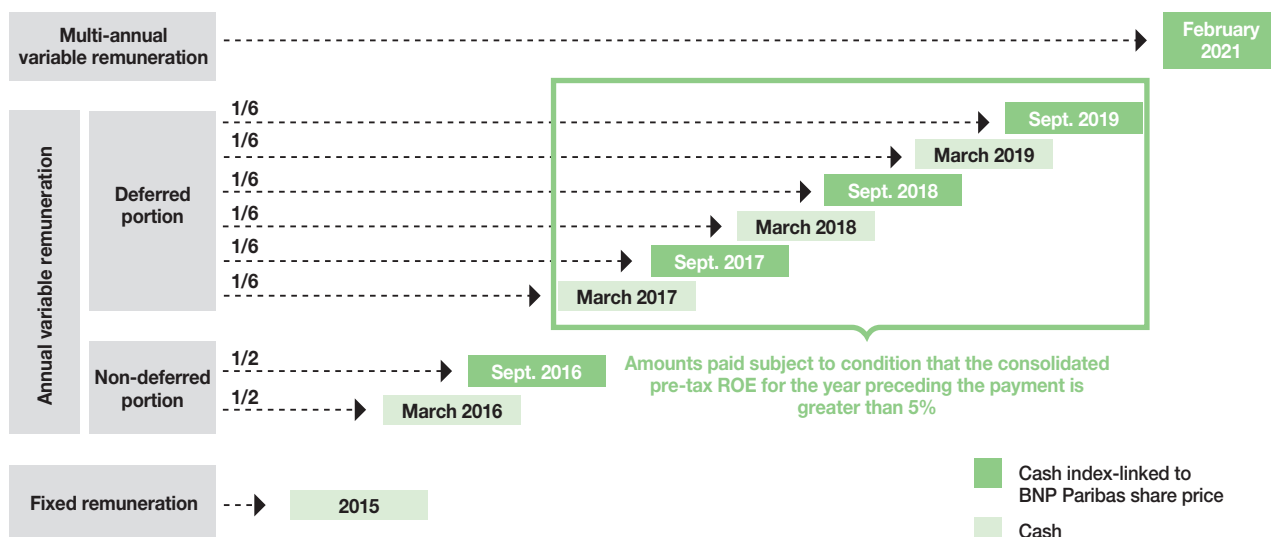 Multi-annual
variable remuneration
February
2021
Annual variable remuneration
Deferred
portion
1/6
Sept. 2019
1/6
March 2019
1/6
Sept. 2018
1/6
March 2018
1/6
Sept. 2017
1/6
March 2017
Non-deferred
portion
1/2
Sept. 2016
1/2
March 2016
Amounts paid subject to condition that the consolidated
pre-tax ROE for the year preceding the payment is
greater than 5%
Fixed remuneration
2015
Cash index-linked to
BNP Paribas share price
Cash